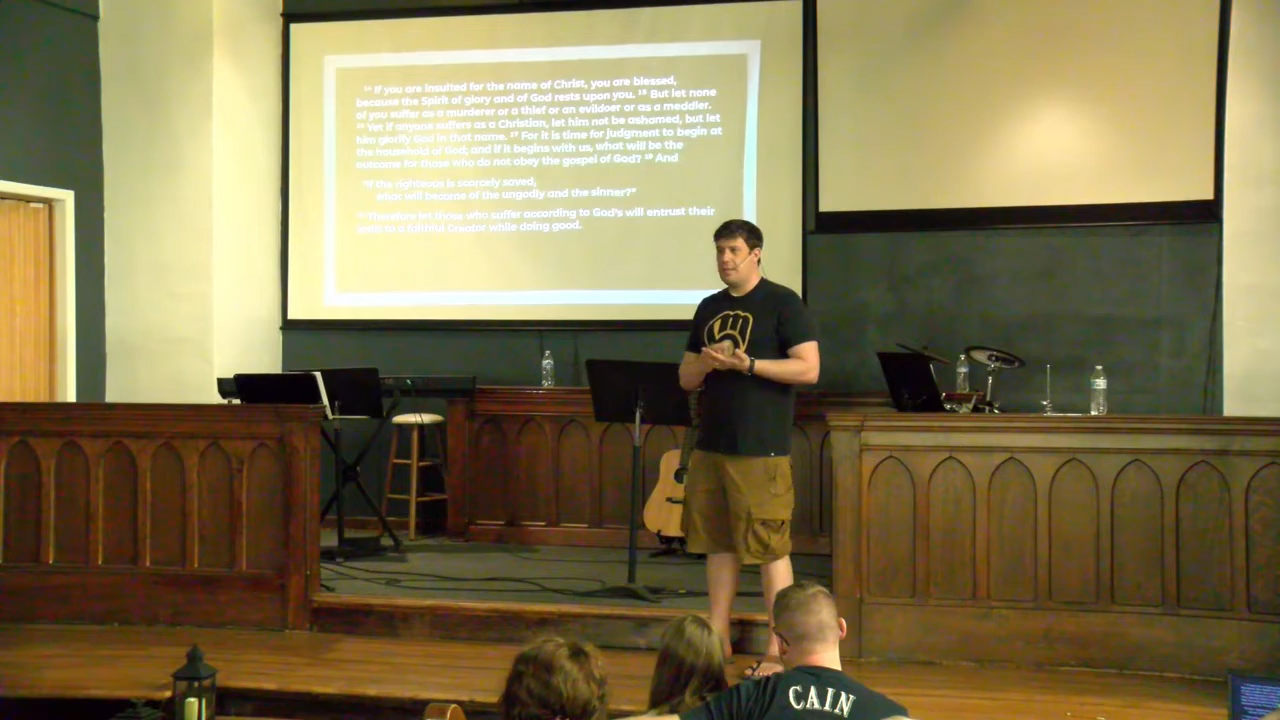 14 If you are insulted for the name of Christ, you are blessed,
because the Spirit of glory and of God rests upon you. 15 But let none
of you suffer as a murderer or a thief or an evildoer or as a meddler.
16 Yet if anyone suffers as a Christian, let him not be ashamed, but let
him glorify God in that name. 17 For it is time for judgment to begin at
the household of God; and if it begins with us, what will be the
outcome for those who do not obey the gospel of God? 18 And
"If the righteous is scarcely saved,
what will become of the ungodly and the sinner?"
Therefore let those who suffer according to God's will entrust their
souls to a faithful Creator while doing good.
CAIN